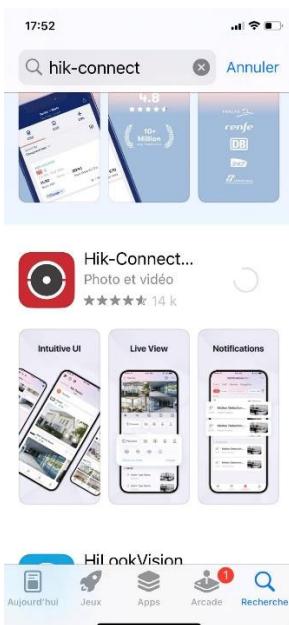 17:52
hik-connect
Annuler
4.8
10+
Million
renfe
DB
SNCF
Hik-Connect...
Photo et vidéo
14 k
Intuitive UI
Live View
Notifications
HiLookVision
1
Aujourd'hui
Jeux
Apps
Arcade
Recherche